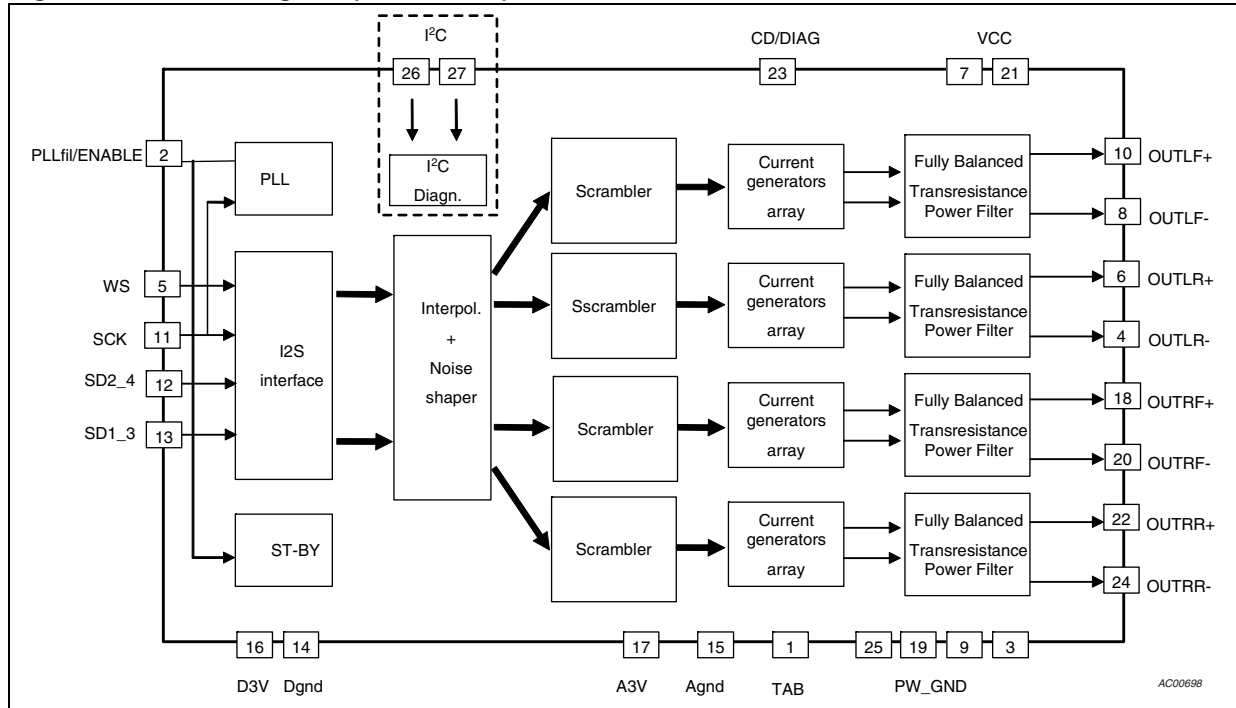 I²C
CD/DIAG
VCC
26
27
23
7
21
PLLfil/ENABLE
2
PLL
I²C
Diagn.
WS
5
SCK
11
SD2_4
12
SD1_3
13
I2S
interface
ST-BY
Interpol.
+
Noise
shaper
Scrambler
Current
generators
array
Fully Balanced
Transresistance
Power Filter
10
OUTLF+
8
OUTLF-
Sscrambler
Current
generators
array
Fully Balanced
Transresistance
Power Filter
6
OUTLR+
4
OUTLR-
Scrambler
Current
generators
array
Fully Balanced
Transresistance
Power Filter
18
OUTRF+
20
OUTRF-
Scrambler
Current
generators
array
Fully Balanced
Transresistance
Power Filter
22
OUTRR+
24
OUTRR-
16
14
17
15
1
25
19
9
3
D3V
Dgnd
A3V
Agnd
TAB
PW_GND
AC00698